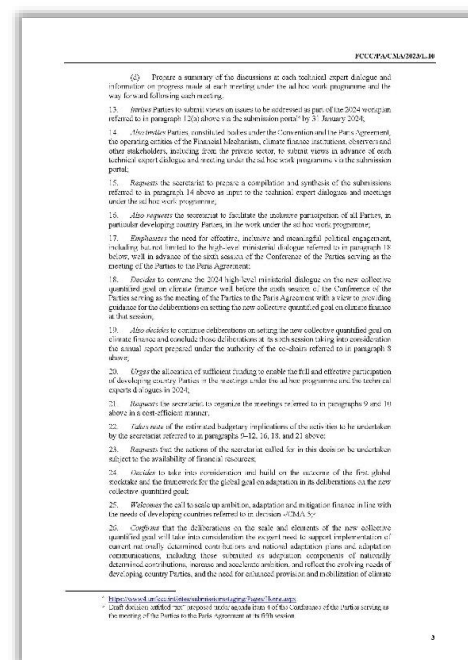 FCCC/PA/CMA/2023/L.10
(d) Prepare a summary of the discussions at each technical expert dialogue and
information on progress made at each meeting under the ad hoc work programme and the
way forward following each meeting;
13. Invites Parties to submit views on issues to be addressed as part of the 2024 workplan
referred to in paragraph 12(a) above via the submission portal by 31 January 2024;
14. Also invites Parties, constituted bodies under the Convention and the Paris Agreement,
the operating entities of the Financial Mechanism, climate finance institutions, observers and
other stakeholders, including from the private sector, to submit views in advance of each
technical expert dialogue and meeting under the ad hoc work programme via the submission
portal;
15. Requests the secretariat to prepare a compilation and synthesis of the submissions
referred to in paragraph 14 above as input to the technical expert dialogues and meetings
under the ad hoc work programme;
16. Also requests the secretariat to facilitate the inclusive participation of all Parties, in
particular developing country Parties, in the work under the ad hoc work programme;
17. Emphasizes the need for effective, inclusive and meaningful political engagement,
including but not limited to the high-level ministerial dialogue referred to in paragraph 18
below, well in advance of the sixth session of the Conference of the Parties serving as the
meeting of the Parties to the Paris Agreement;
18. Decides to convene the 2024 high-level ministerial dialogue on the new collective
quantified goal on climate finance well before the sixth session of the Conference of the
Parties serving as the meeting of the Parties to the Paris Agreement with a view to providing
guidance for the deliberations on setting the new collective quantified goal on climate finance
at that session;
19. Also decides to continue deliberations on setting the new collective quantified goal on
climate finance and conclude those deliberations at its sixth session taking into consideration
the annual report prepared under the authority of the co-chairs referred to in paragraph 8
above;
20. Urges the allocation of sufficient funding to enable the full and effective participation
of developing country Parties in the meetings under the ad hoc programme and the technical
experts dialogues in 2024;
21. Requests the secretariat to organize the meetings referred to in paragraphs 9 and 10
above in a cost-efficient manner;
22. Takes note of the estimated budgetary implications of the activities to be undertaken
by the secretariat referred to in paragraphs 9–12, 16, 18, and 21 above;
23. Requests that the actions of the secretariat called for in this decision be undertaken
subject to the availability of financial resources;
24. Decides to take into consideration and build on the outcome of the first global
stocktake and the framework for the global goal on adaptation in its deliberations on the new
collective quantified goal;
25. Welcomes the call to scale up ambition, adaptation and mitigation finance in line with
the needs of developing countries referred to in decision -/CMA.5;
26. Confirms that the deliberations on the scale and elements of the new collective
quantified goal will take into consideration the exigent need to support implementation of
current nationally determined contributions and national adaptation plans and adaptation
communications, including those submitted as adaptation components of nationally
determined contributions, increase and accelerate ambition, and reflect the evolving needs of
developing country Parties, and the need for enhanced provision and mobilization of climate
Draft decision entitled proposed under agenda item 4 of the Conference of the Parties serving as
the meeting of the Parties to the Paris Agreement at its fifth session
3